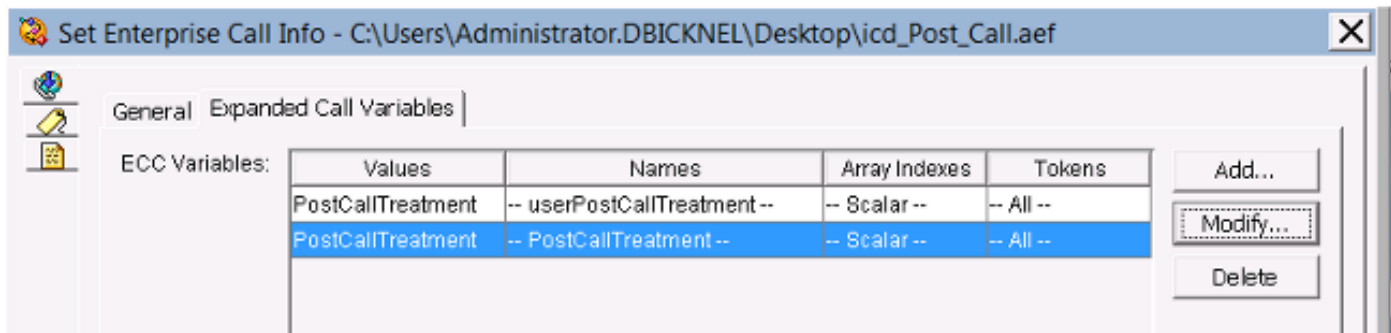 Set Enterprise Call Info - C:\Users\Administrator.DBICKNEL\Desktop\icd_Post_Call.aef
General Expanded Call Variables
ECC Variables: Values Names Array Indexes Tokens Add...
PostCallTreatment -- userPostCallTreatment -- -- Scalar -- -- All --
Modify...
PostCallTreatment -- PostCallTreatment -- -- Scalar -- -- All --
Delete